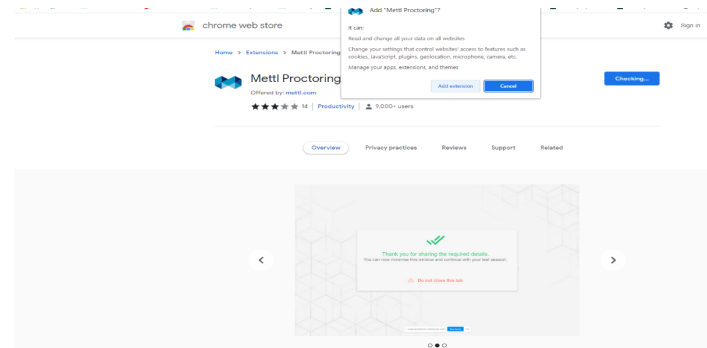 chrome web store
Sign in
Add "Mettl Proctoring"?
It can:
Read and change all your data on all websites
Change your settings that control websites' access to features such as
cookies, JavaScript, plugins, geolocation, microphone, camera, etc.
Manage your apps, extensions, and themes
Add extension
Cancel
Home > Extensions > Mettl Proctoring
Mettl Proctoring
Offered by: mettl.com
14 | Productivity | 9,000+ users
Checking...
Overview
Privacy practices
Reviews
Support
Related
Thank you for sharing the required details.
You can now minimise this window and continue with your test session.
Do not close this tab